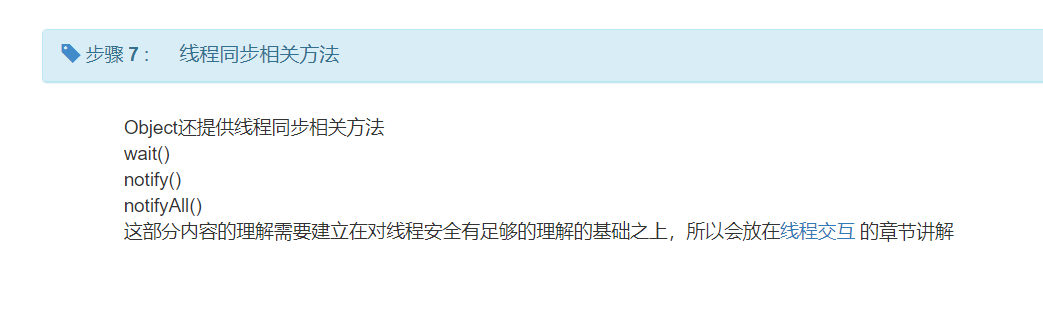 步骤 7 : 线程同步相关方法
Object还提供线程同步相关方法
wait()
notify()
notifyAll()
这部分内容的理解需要建立在对线程安全有足够的理解的基础之上，所以会放在线程交互 的章节讲解